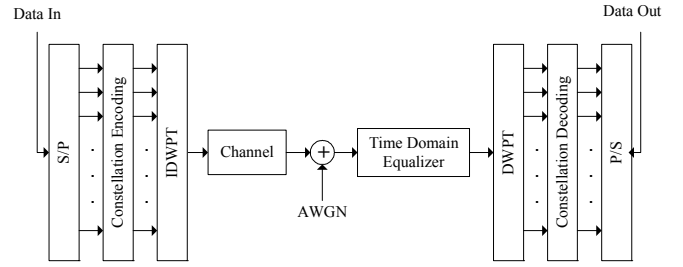 Data In
Data Out
S/P
Constellation Encoding
IDWPT
Channel
+
AWGN
Time Domain
Equalizer
DWPT
Constellation Decoding
P/S